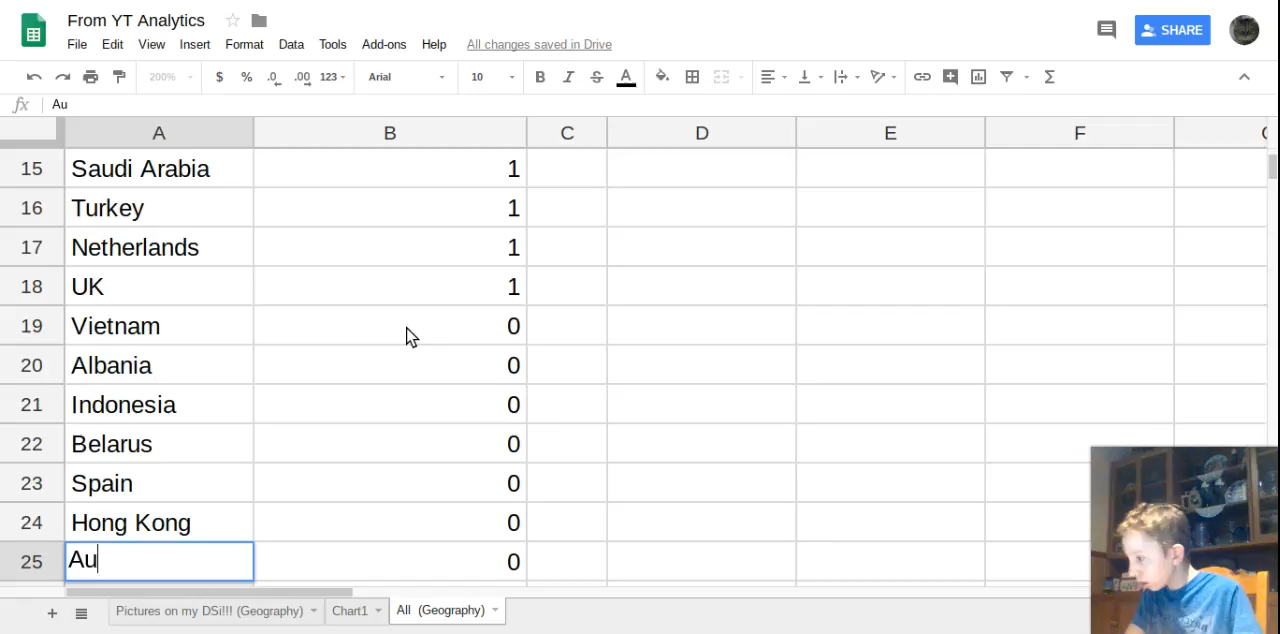 From YT Analytics
File Edit View Insert Format Data Tools Add-ons Help All changes saved in Drive
SHARE
200% $ % .0 .00 123 Arial 10 B I S A Σ
fx Au
A B C D E F
15 Saudi Arabia 1
16 Turkey 1
17 Netherlands 1
18 UK 1
19 Vietnam 0
20 Albania 0
21 Indonesia 0
22 Belarus 0
23 Spain 0
24 Hong Kong 0
25 Au 0
+ Pictures on my DSi!!! (Geography) Chart1 All (Geography)